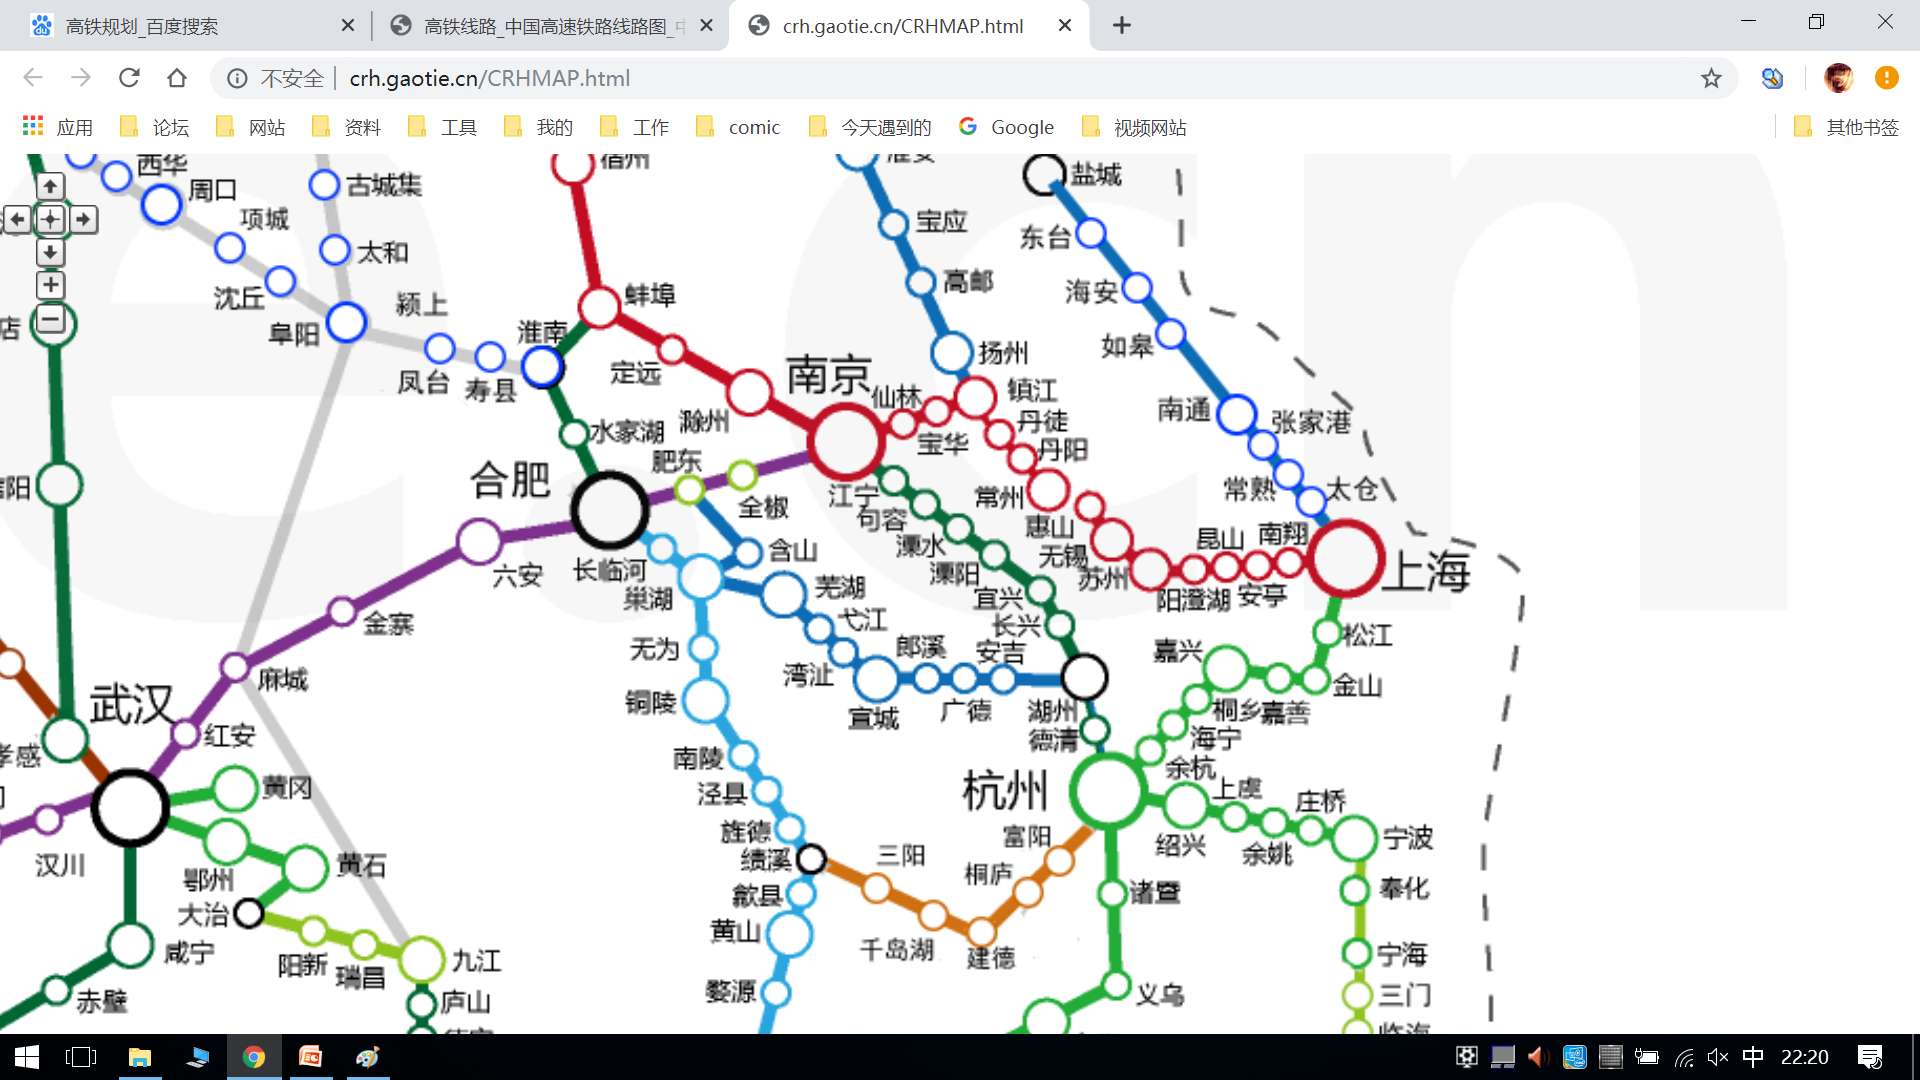 高铁规划_百度搜索
高铁线路_中国高速铁路线路图_
crh.gaotie.cn/CRHMAP.html
不安全
crh.gaotie.cn/CRHMAP.html
应用
论坛
网站
资料
工具
我的
工作
comic
今天遇到的
Google
视频网站
其他书签
西华
周口
古城集
宿州
淮安
盐城
项城
太和
宝应
东台
沈丘
颍上
阜阳
蚌埠
高邮
海安
店
淮南
凤台
寿县
定远
南京
仙林
扬州
镇江
如皋
滁州
宝华
丹徒
丹阳
南通
张家港
水家湖
肥东
合肥
全椒
江宁
句容
常州
常熟
太仓
阳
六安
长临河
含山
溧水
溧阳
惠山
无锡
苏州
昆山
南翔
上海
阳澄湖
安亭
金寨
巢湖
芜湖
弋江
宜兴
长兴
无为
湾沚
郎溪
安吉
嘉兴
松江
麻城
武汉
铜陵
宣城
广德
湖州
德清
桐乡
嘉善
金山
海宁
孝感
红安
南陵
余杭
黄冈
泾县
杭州
上虞
庄桥
旌德
富阳
绍兴
余姚
宁波
汉川
鄂州
黄石
绩溪
三阳
桐庐
诸暨
奉化
大冶
歙县
咸宁
阳新
瑞昌
九江
黄山
千岛湖
建德
宁海
赤壁
庐山
婺源
义乌
三门
临海
中
22:20